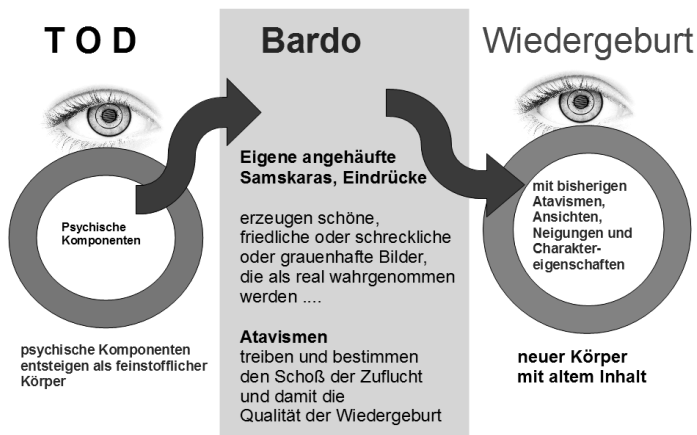 T O D
Psychische
Komponenten
psychische Komponenten
entsteigen als feinstofflicher
Körper
Bardo
Eigene angehäufte
Samskaras, Eindrücke
erzeugen schöne,
friedliche oder schreckliche
oder grauenhafte Bilder,
die als real wahrgenommen
werden ....
Atavismen
treiben und bestimmen
den Schoß der Zuflucht
und damit die
Qualität der Wiedergeburt
Wiedergeburt
mit bisherigen
Atavismen,
Ansichten,
Neigungen und
Charakter-
eigenschaften
neuer Körper
mit altem Inhalt